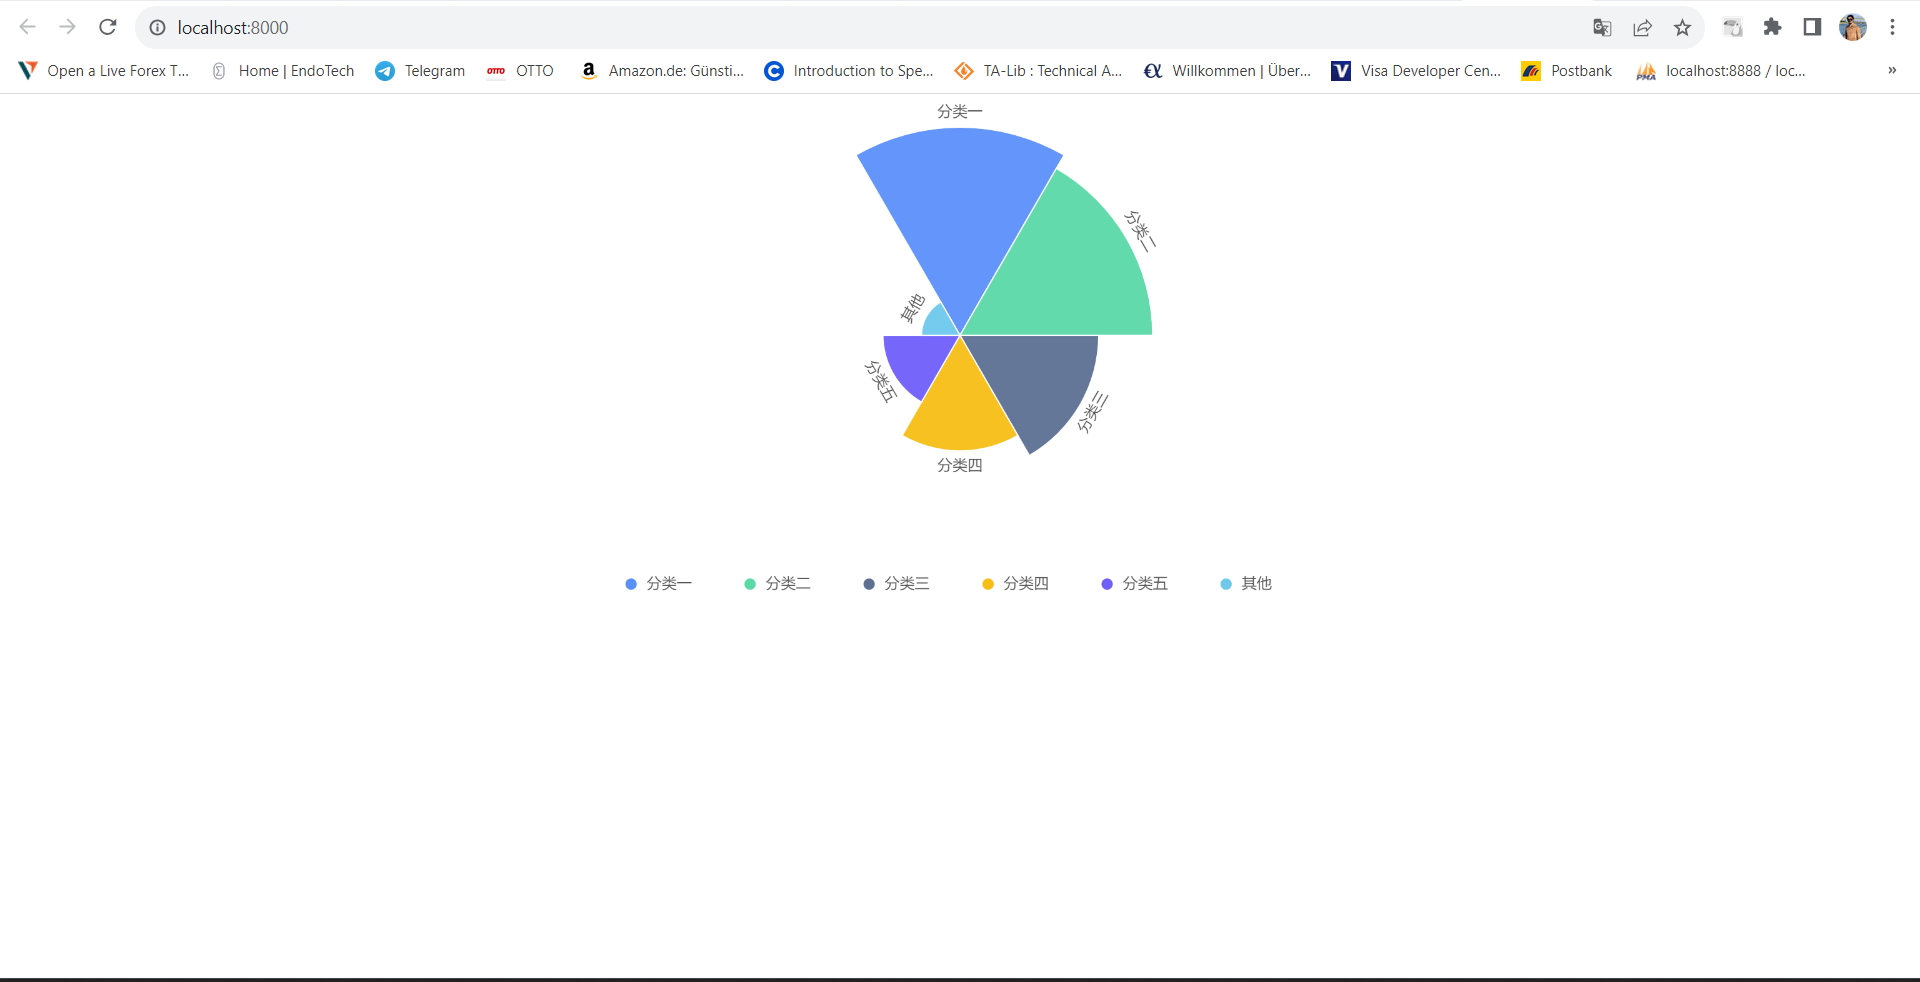 localhost:8000
Open a Live Forex T...
Home | EndoTech
Telegram
OTTO
OTTO
a
Amazon.de: Günsti...
C
Introduction to Spe...
TA-Lib : Technical A...
Willkommen | Über...
V
Visa Developer Cen...
Postbank
PMA
localhost:8888 / loc...
»
分类一
分类二
其他
分类五
分类三
分类四
分类一
分类二
分类三
分类四
分类五
其他